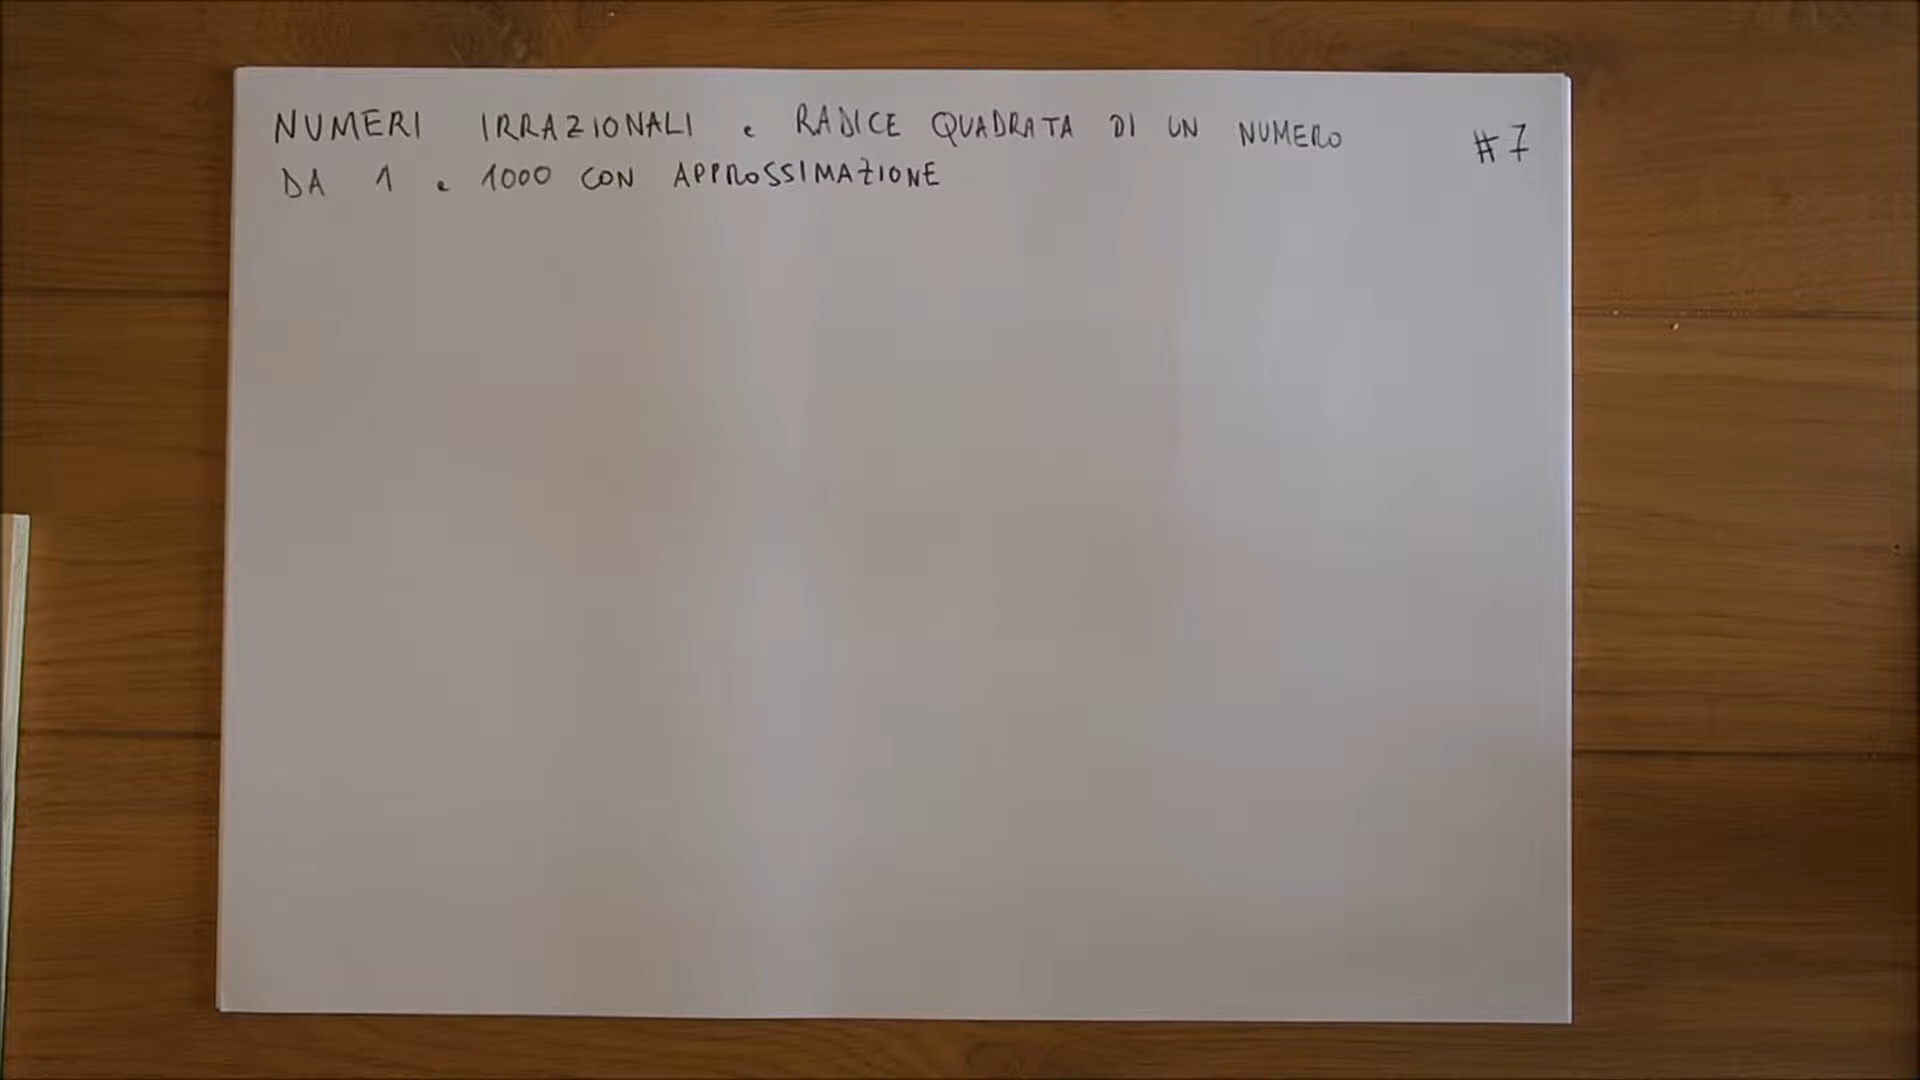 NUMERI IRRAZIONALI e RADICE QUADRATA DI UN NUMERO #7
DA 1 e 1000 CON APPROSSIMAZIONE